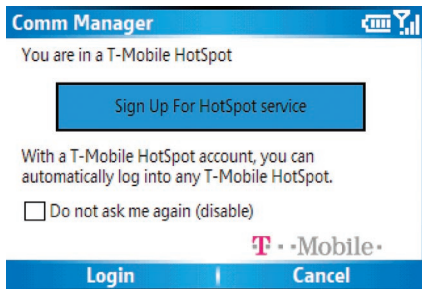 Comm Manager
You are in a T-Mobile HotSpot
Sign Up For HotSpot service
With a T-Mobile HotSpot account, you can
automatically log into any T-Mobile HotSpot.
Do not ask me again (disable)
T · ·Mobile·
Login Cancel